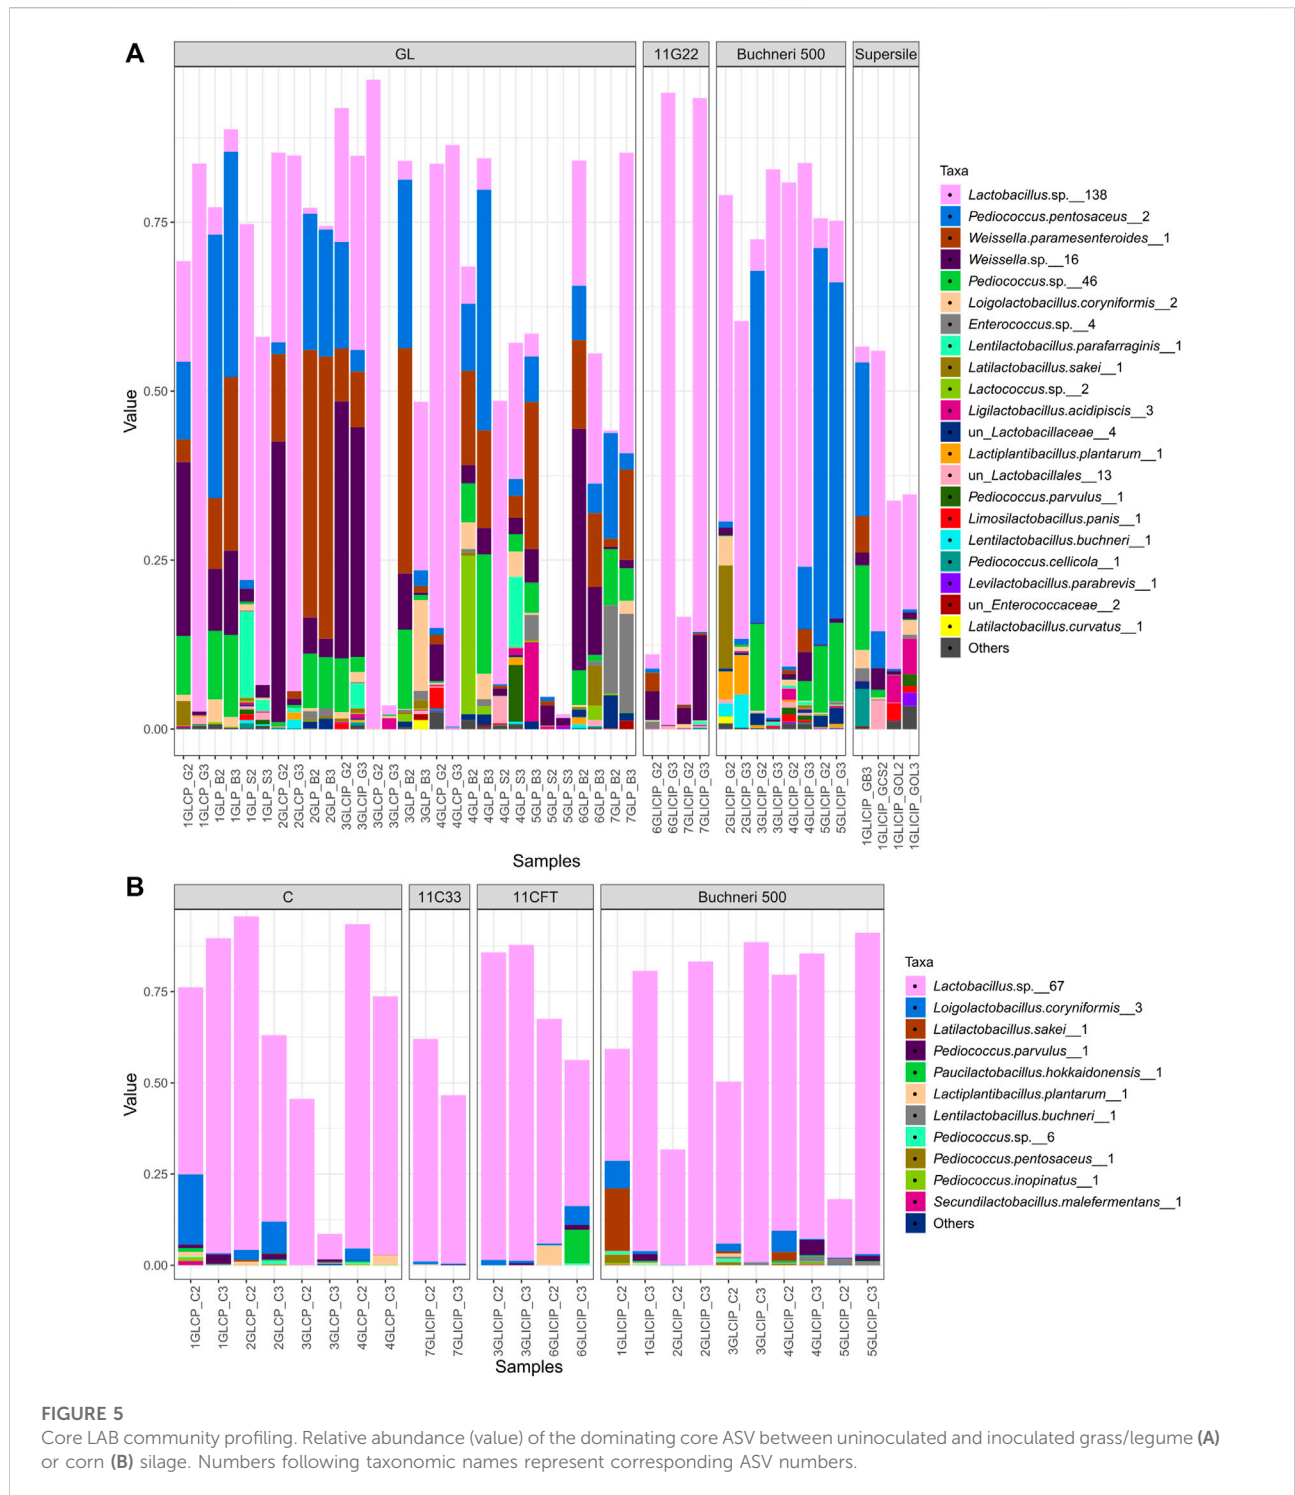 A
GL
11G22
Buchneri 500
Supersile
Value
0.75
0.50
0.25
0.00
1GLCP_G2
1GLCP_G3
1GLP_B2
1GLP_B3
1GLP_S2
1GLP_S3
2GLCP_G2
2GLCP_G3
2GLP_B2
2GLP_B3
3GLCIP_G2
3GLCIP_G3
3GLCP_G2
3GLCP_G3
3GLP_B2
3GLP_B3
4GLCP_G2
4GLCP_G3
4GLP_B2
4GLP_B3
4GLP_S2
4GLP_S3
5GLP_B3
5GLP_S2
5GLP_S3
6GLP_B2
6GLP_B3
7GLP_B2
7GLP_B3
6GLICIP_G2
6GLICIP_G3
7GLICIP_G2
7GLICIP_G3
2GLICIP_G2
2GLICIP_G3
3GLICIP_G2
3GLICIP_G3
4GLICIP_G2
4GLICIP_G3
5GLICIP_G2
5GLICIP_G3
1GLICIP_GB3
1GLICIP_GCS2
1GLICIP_GOL2
1GLICIP_GOL3
Samples
Taxa
Lactobacillus.sp.__138
Pediococcus.pentosaceus__2
Weissella.paramesenteroides__1
Weissella.sp.__16
Pediococcus.sp.__46
Loigolactobacillus.coryniformis__2
Enterococcus.sp.__4
Lentilactobacillus.parafarraginis__1
Latilactobacillus.sakei__1
Lactococcus.sp.__2
Ligilactobacillus.acidipiscis__3
un_Lactobacillaceae__4
Lactiplantibacillus.plantarum__1
un_Lactobacillales__13
Pediococcus.parvulus__1
Limosilactobacillus.panis__1
Lentilactobacillus.buchneri__1
Pediococcus.cellicola__1
Levilactobacillus.parabrevis__1
un_Enterococcaceae__2
Latilactobacillus.curvatus__1
Others
B
C
11C33
11CFT
Buchneri 500
Value
0.75
0.50
0.25
0.00
1GLCP_C2
1GLCP_C3
2GLCP_C2
2GLCP_C3
3GLCP_C2
3GLCP_C3
4GLCP_C2
4GLCP_C3
7GLICIP_C2
7GLICIP_C3
3GLICIP_C2
3GLICIP_C3
6GLICIP_C2
6GLICIP_C3
1GLICIP_C2
1GLICIP_C3
2GLICIP_C2
2GLICIP_C3
3GLCIP_C2
3GLCIP_C3
4GLICIP_C2
4GLICIP_C3
5GLICIP_C2
5GLICIP_C3
Samples
Taxa
Lactobacillus.sp.__67
Loigolactobacillus.coryniformis__3
Latilactobacillus.sakei__1
Pediococcus.parvulus__1
Paucilactobacillus.hokkaidonensis__1
Lactiplantibacillus.plantarum__1
Lentilactobacillus.buchneri__1
Pediococcus.sp.__6
Pediococcus.pentosaceus__1
Pediococcus.inopinatus__1
Secundilactobacillus.malefermentans__1
Others
FIGURE 5
Core LAB community profiling. Relative abundance (value) of the dominating core ASV between uninoculated and inoculated grass/legume (A)
or corn (B) silage. Numbers following taxonomic names represent corresponding ASV numbers.